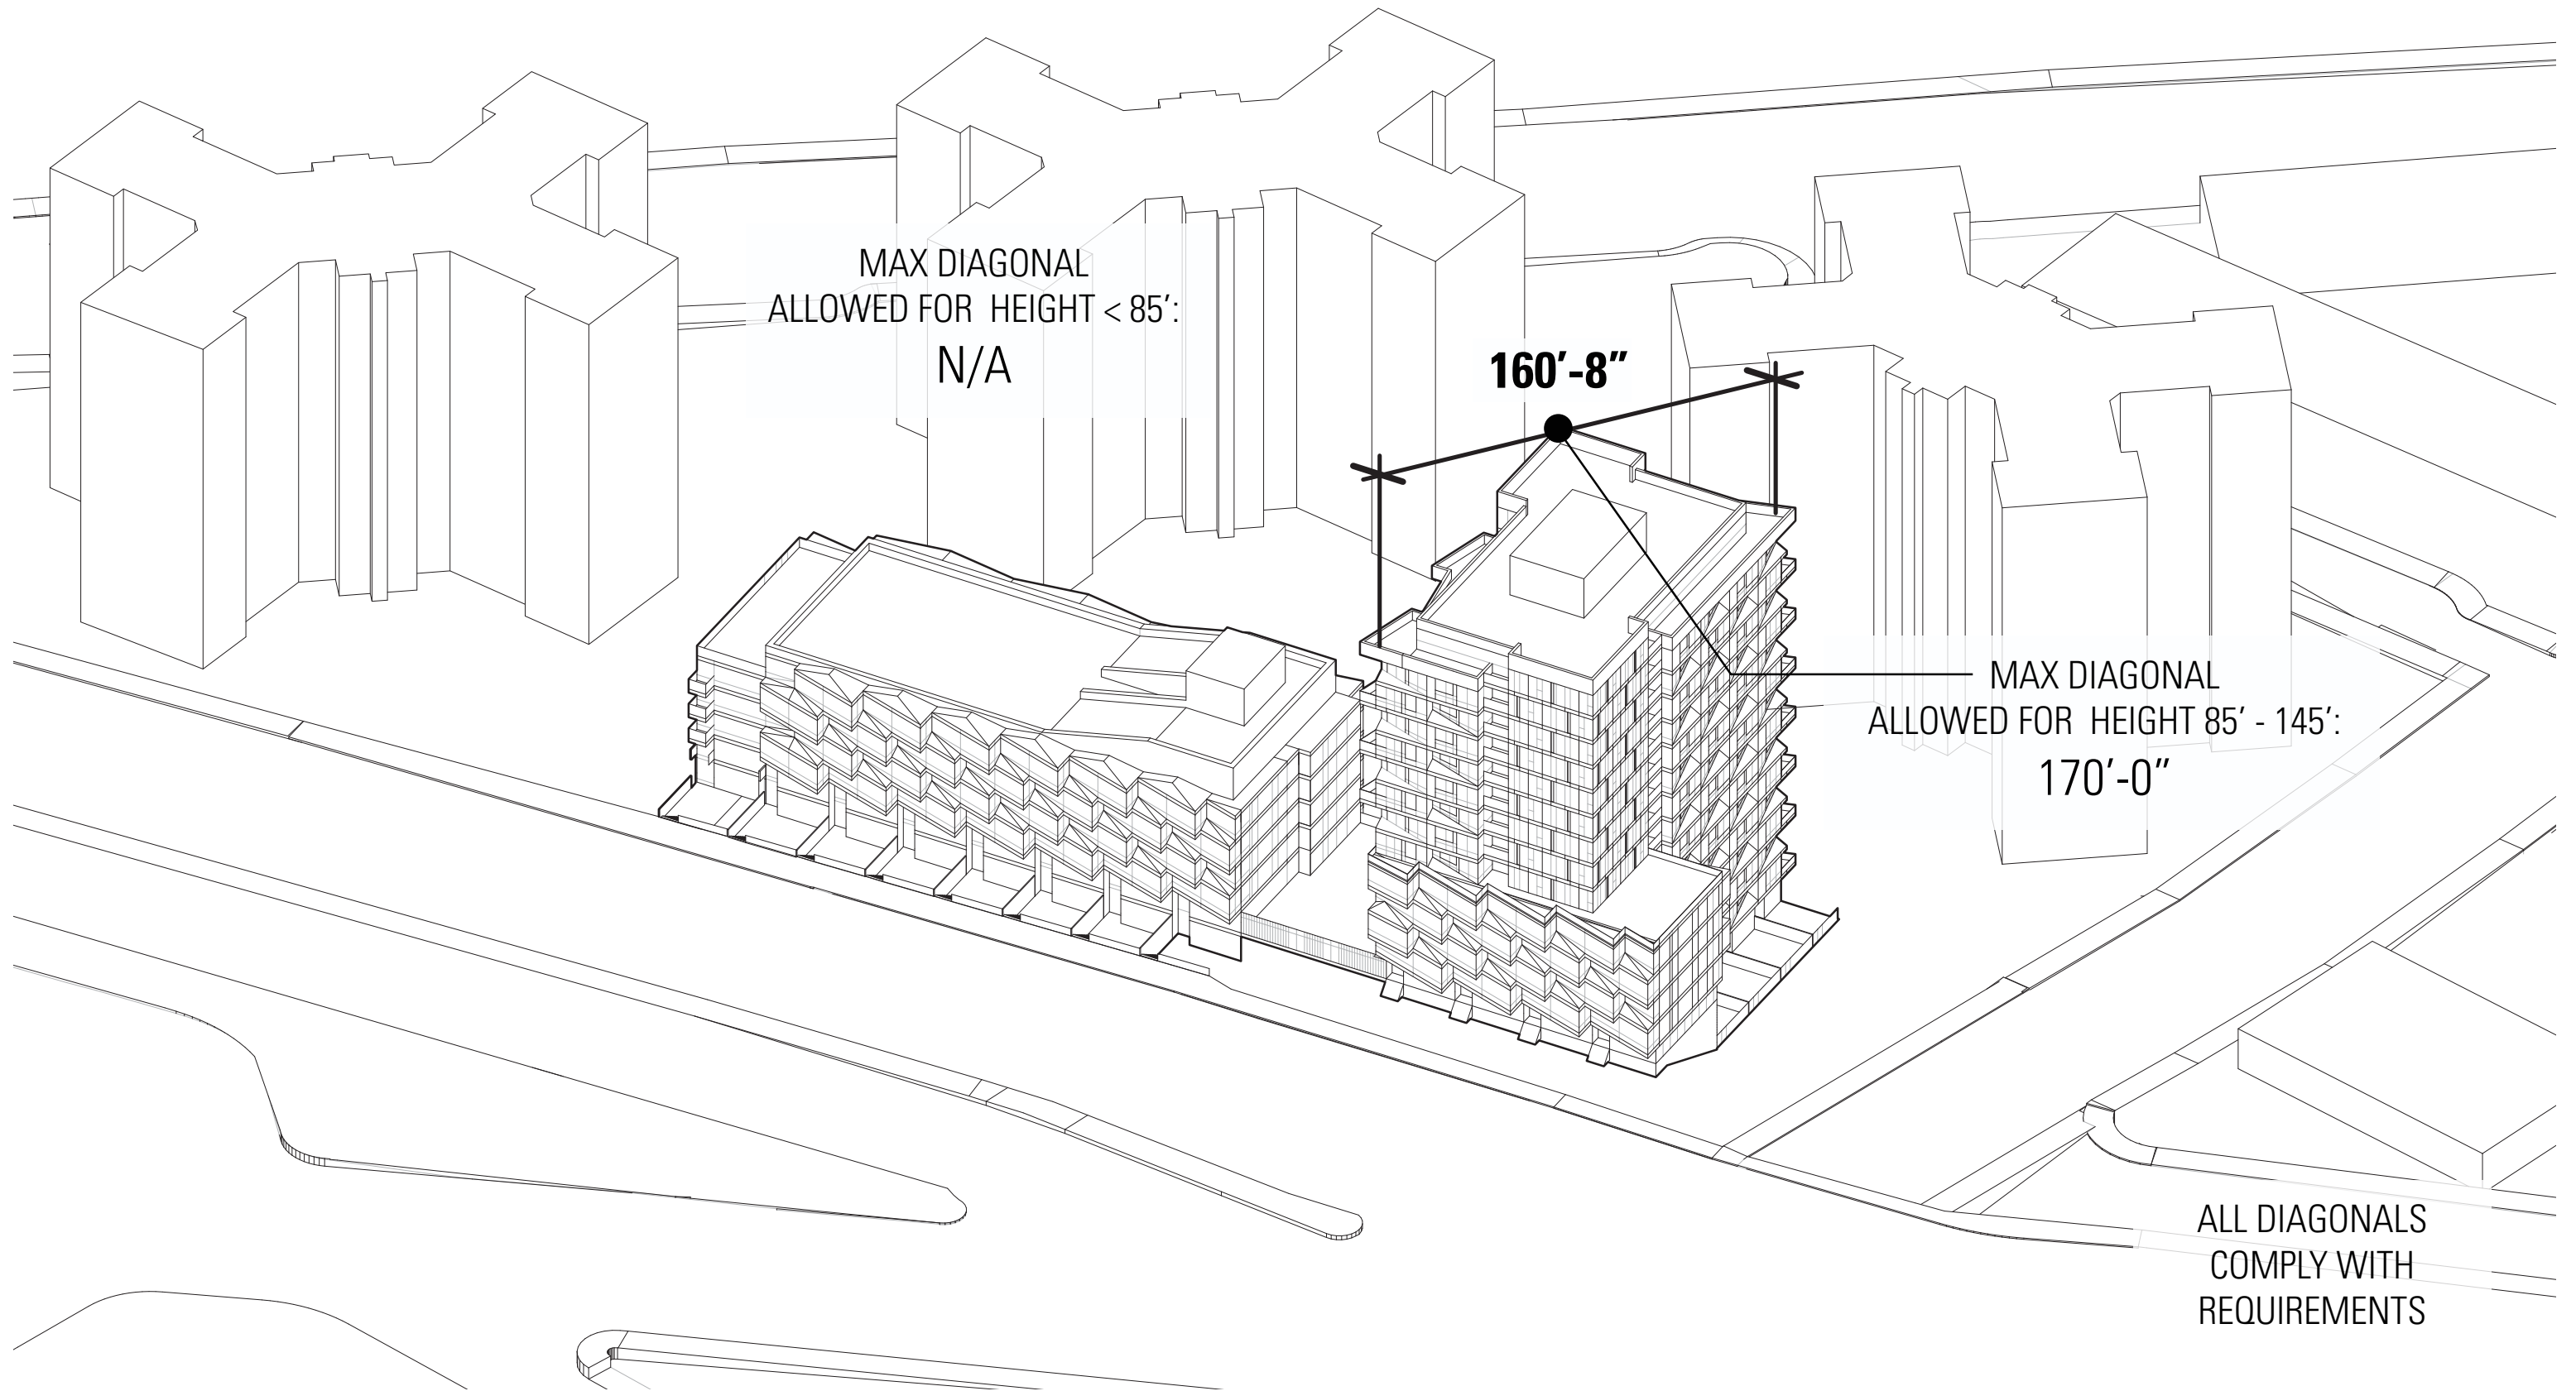 MAX DIAGONAL
ALLOWED FOR HEIGHT < 85′:
N/A
160′-8″
MAX DIAGONAL
ALLOWED FOR HEIGHT 85′ - 145′:
170′-0″
ALL DIAGONALS
COMPLY WITH
REQUIREMENTS